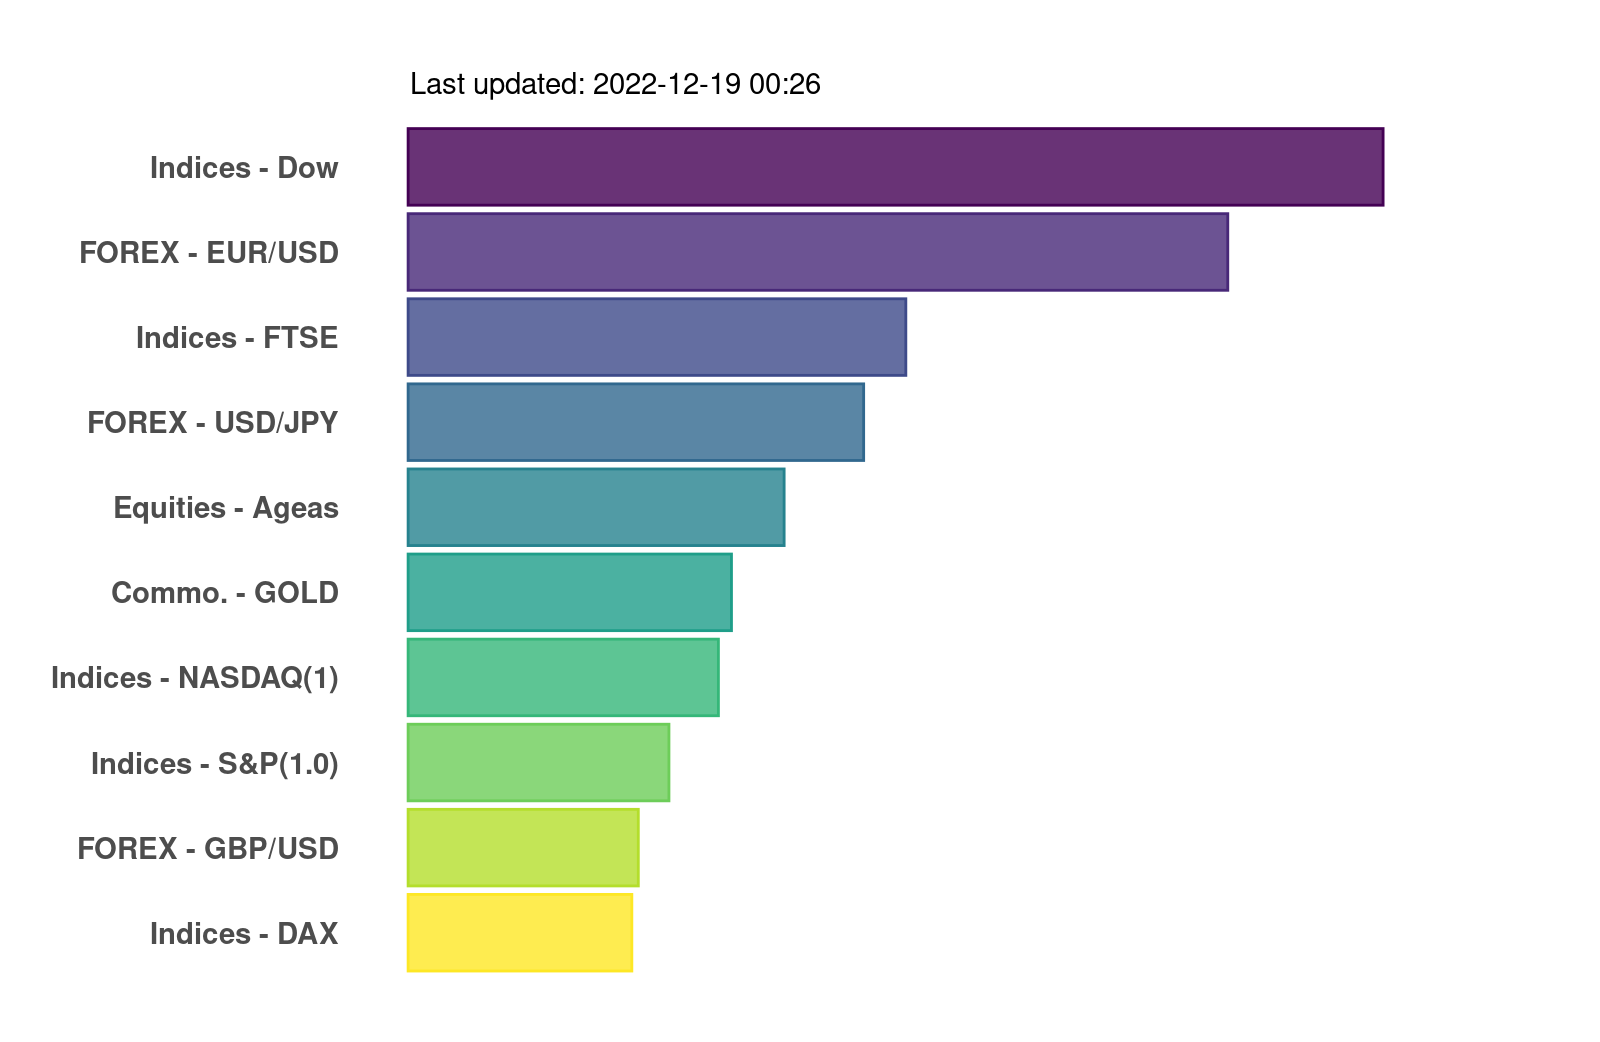 Last updated: 2022-12-19 00:26
Indices - Dow
FOREX - EUR/USD
Indices - FTSE
FOREX - USD/JPY
Equities - Ageas
Commo. - GOLD
Indices - NASDAQ(1)
Indices - S&P(1.0)
FOREX - GBP/USD
Indices - DAX